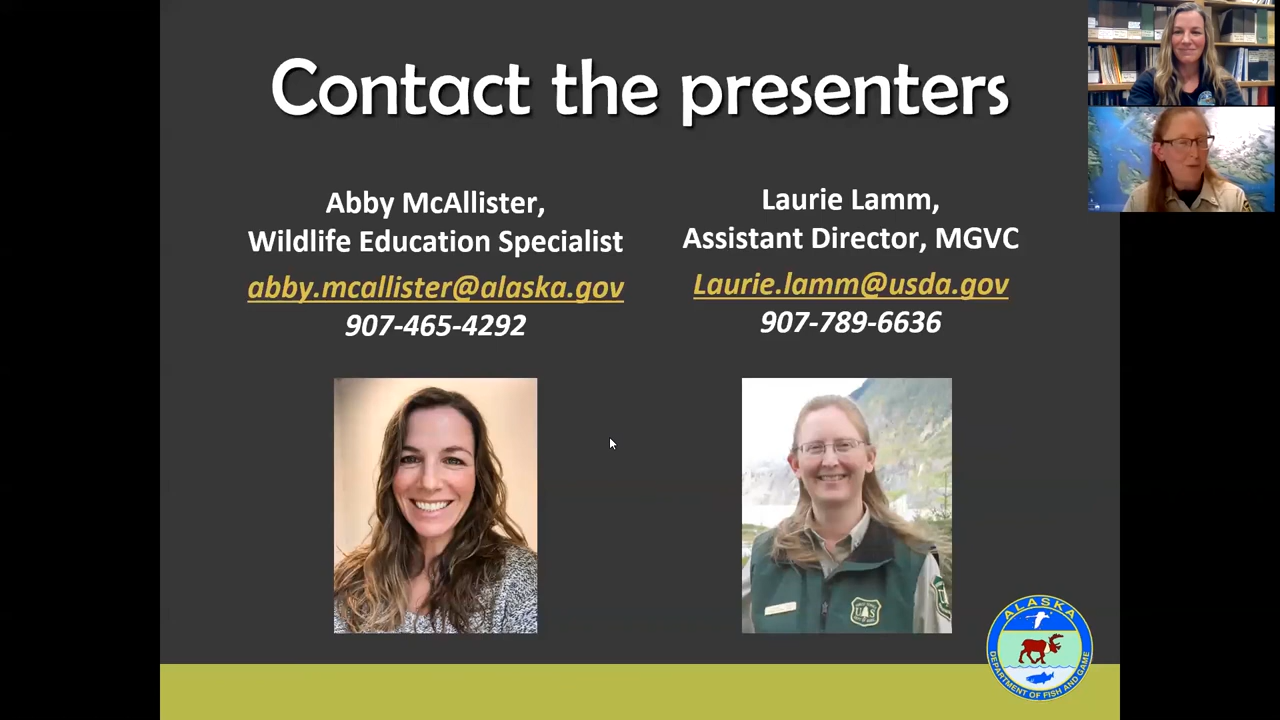 Contact the presenters
Abby McAllister,
Wildlife Education Specialist
abby.mcallister@alaska.gov
907-465-4292
Laurie Lamm,
Assistant Director, MGVC
Laurie.lamm@usda.gov
907-789-6636
UAS
ALASKA
DEPARTMENT OF FISH AND GAME